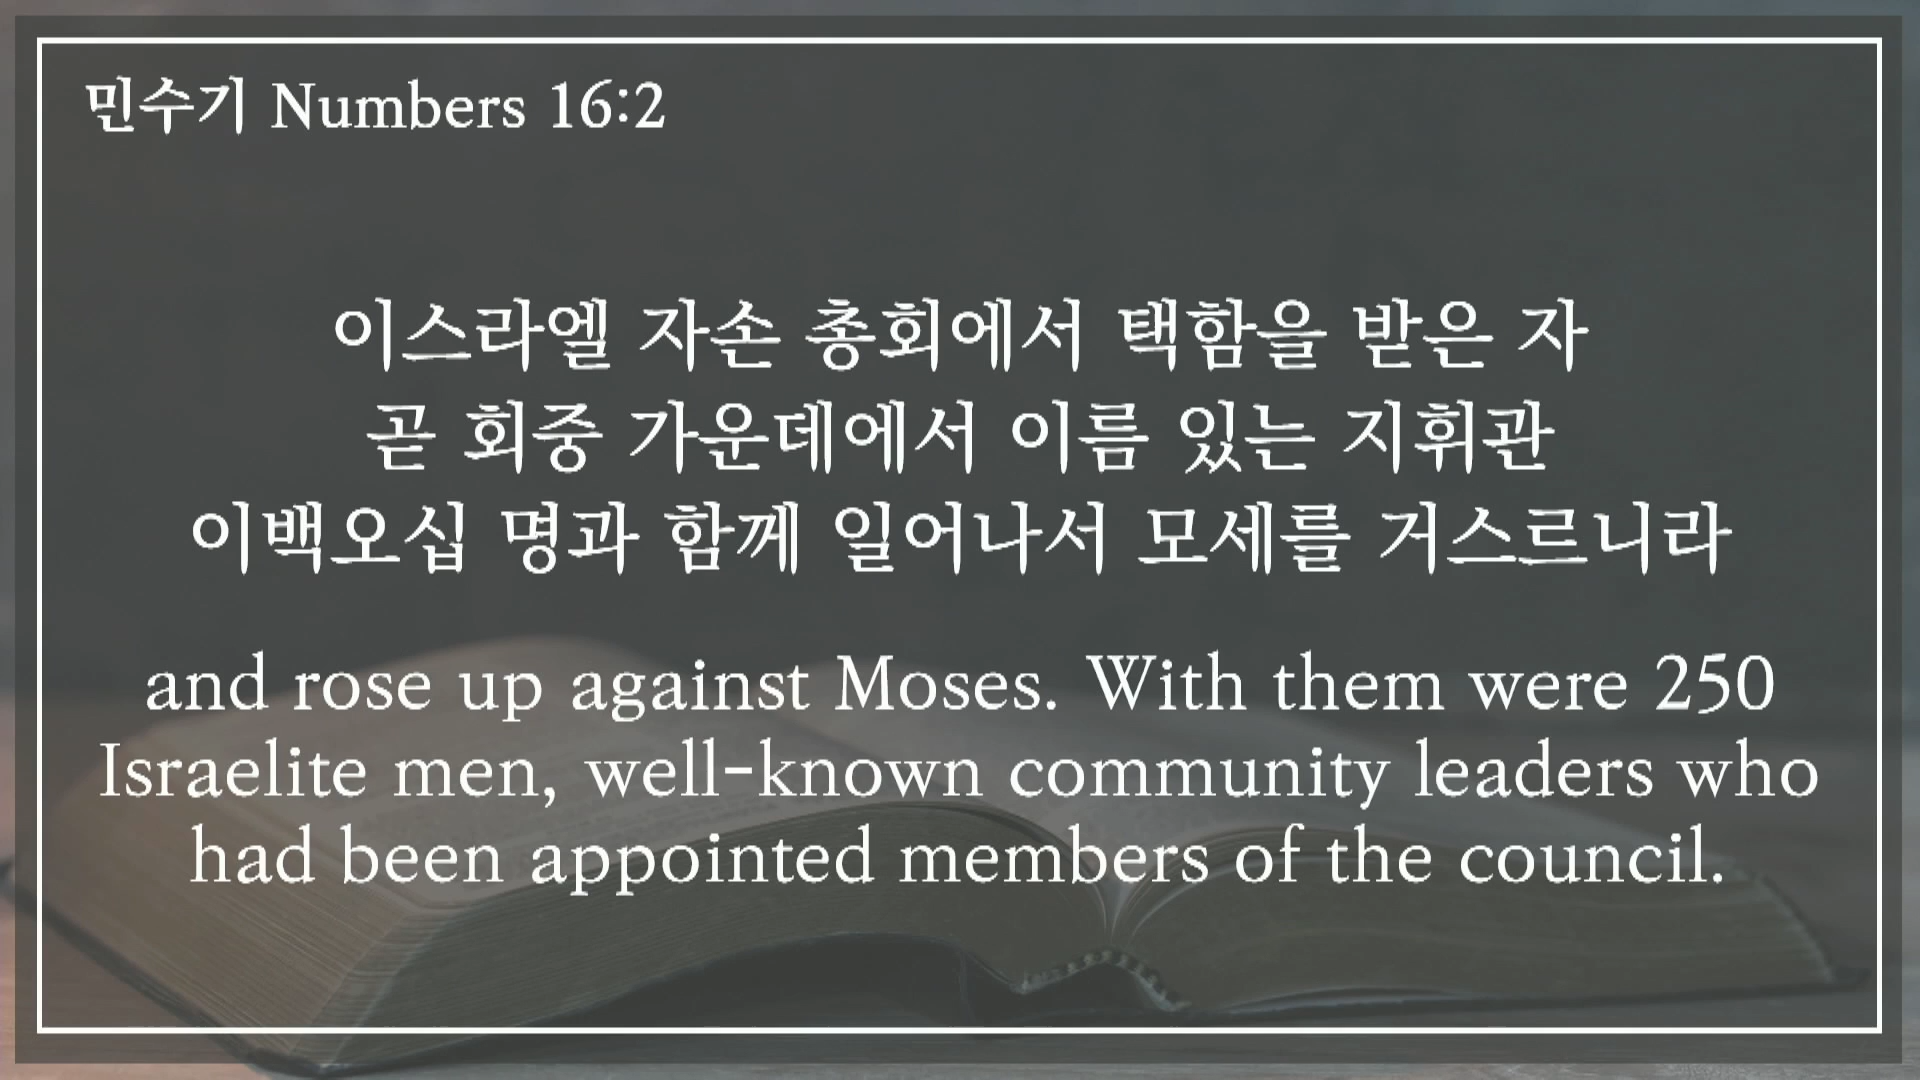 민수기 Numbers 16:2
이스라엘 자손 총회에서 택함을 받은 자
곧 회중 가운데에서 이름 있는 지휘관
이백오십 명과 함께 일어나서 모세를 거스르니라
and rose up against Moses. With them were 250
Israelite men, well-known community leaders who
had been appointed members of the council.